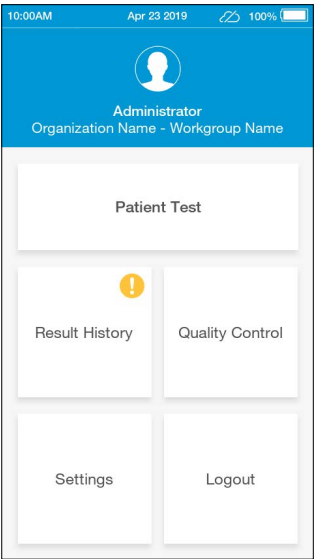 10:00AM Apr 23 2019 100%
Administrator
Organization Name - Workgroup Name
Patient Test
Result History Quality Control
Settings Logout